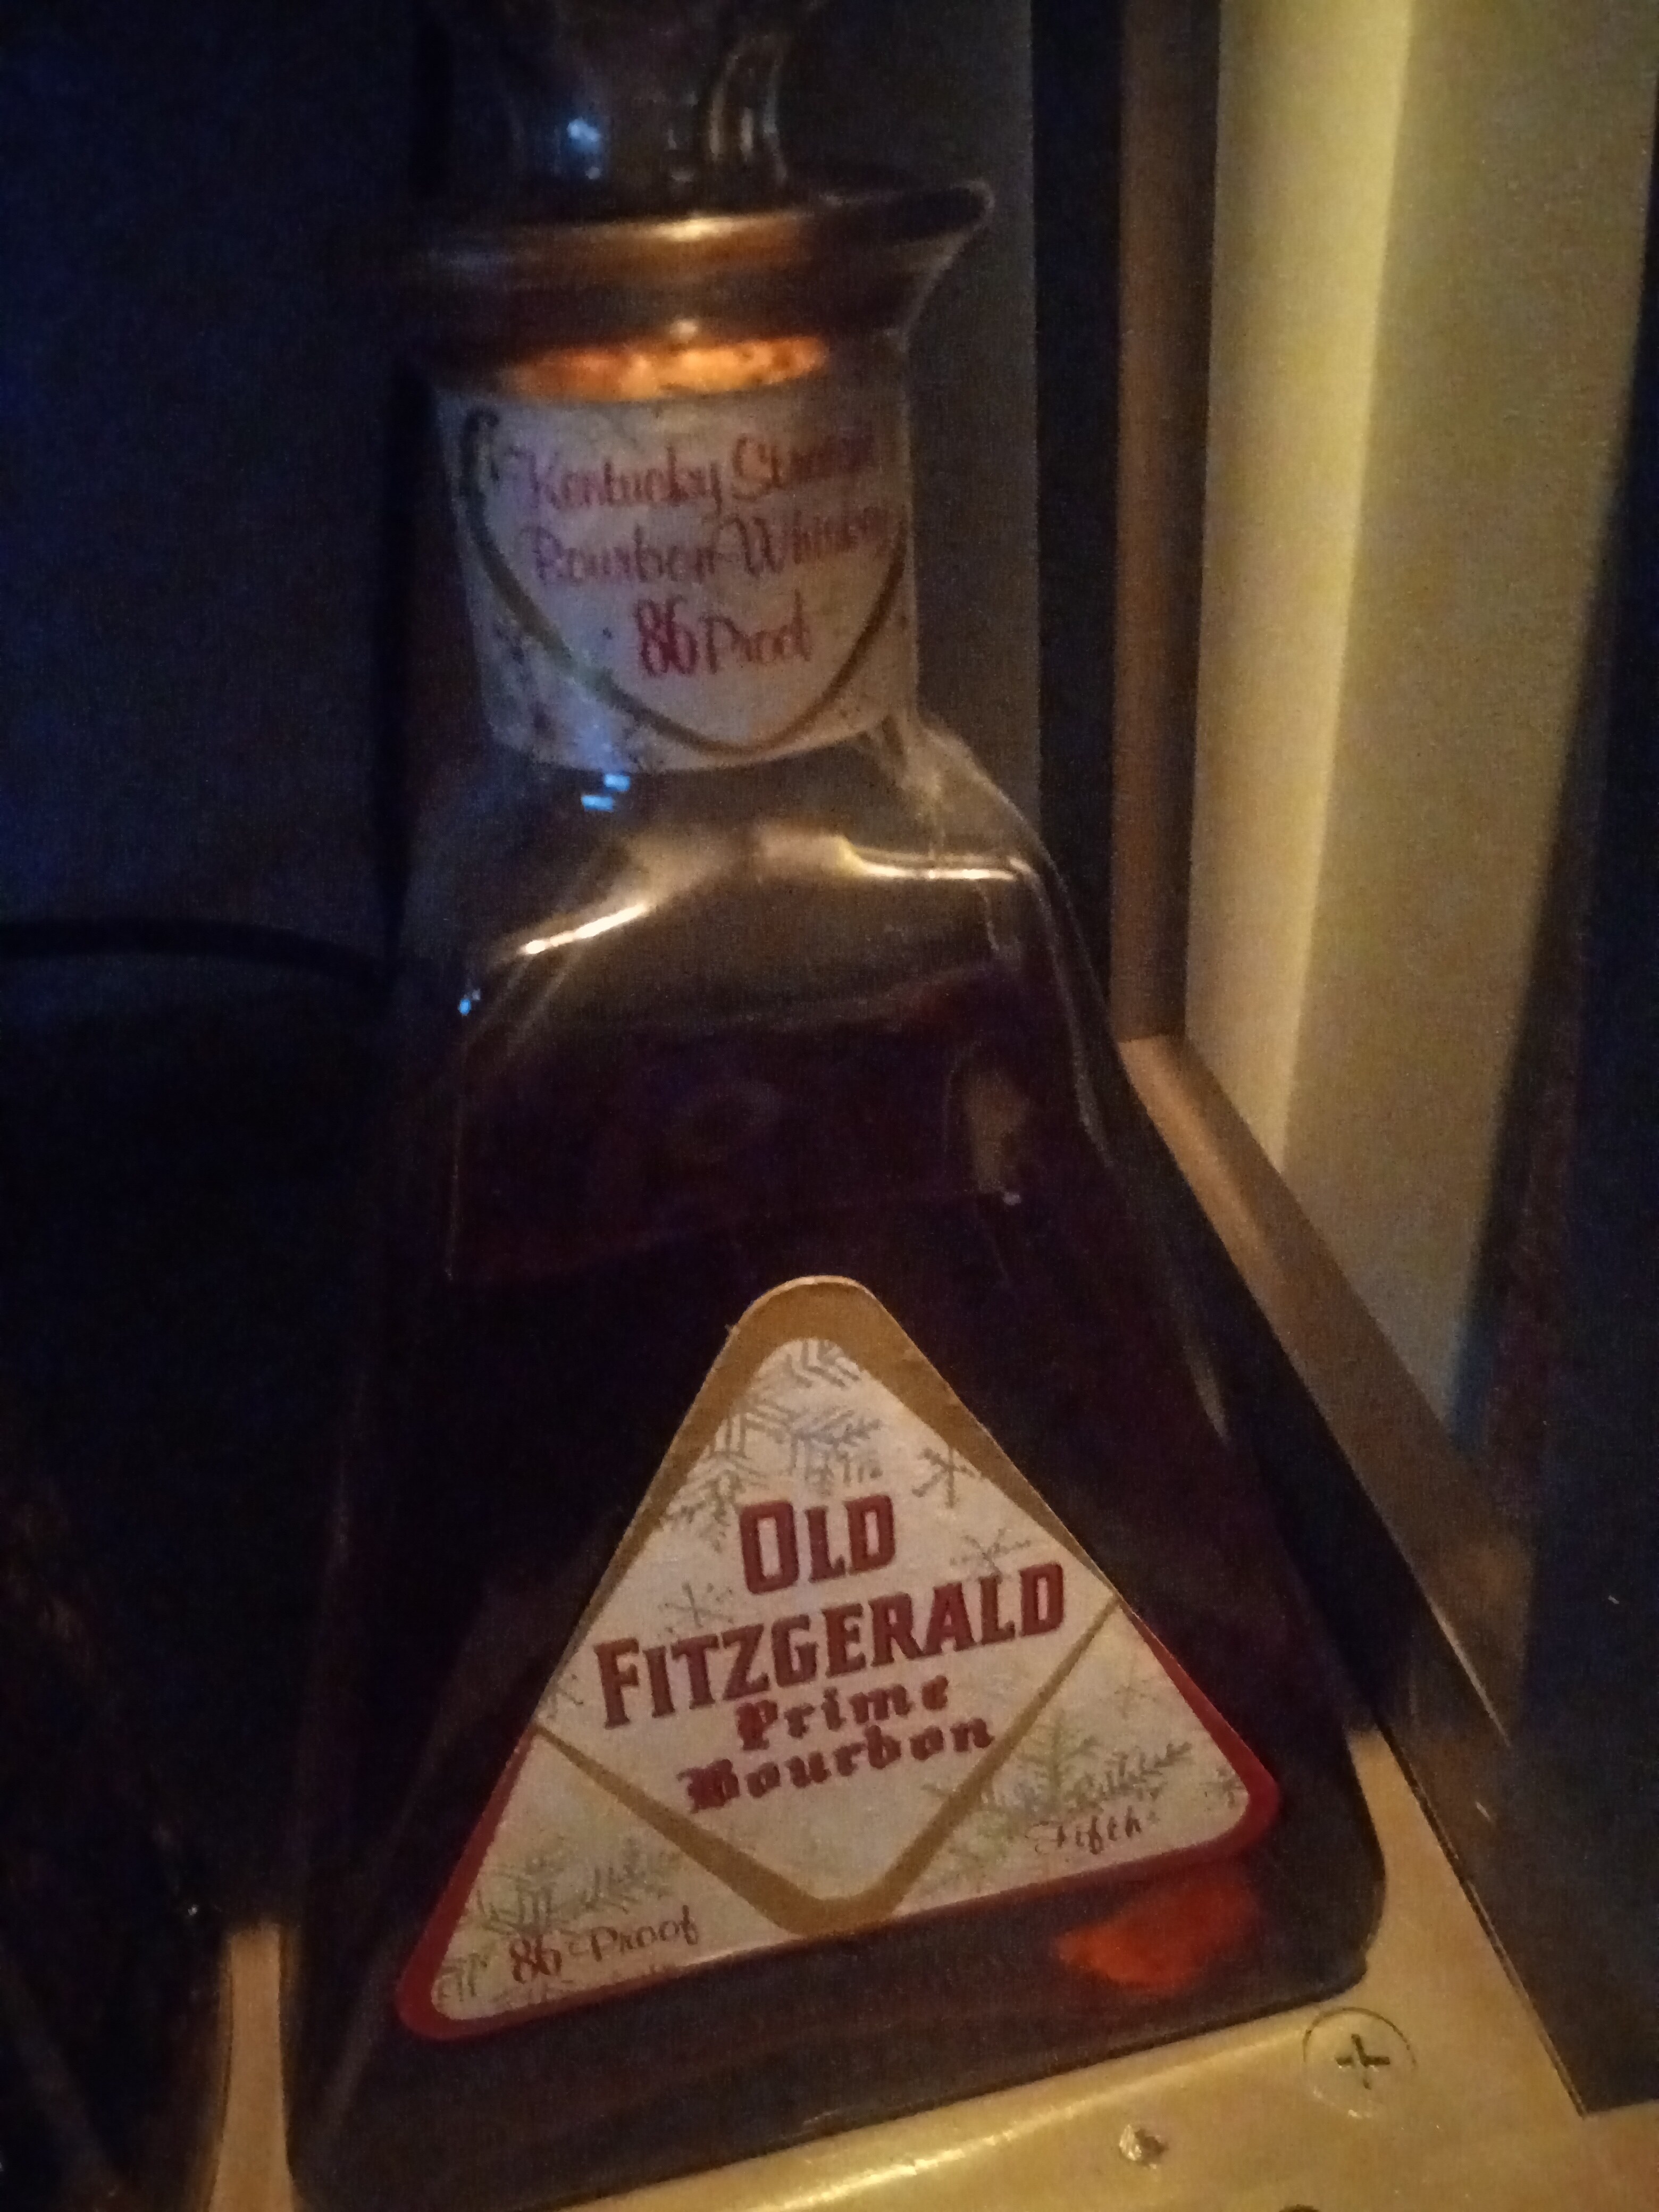 Kentucky Straight
Bourbon Whiskey
86 Proof
OLD
FITZGERALD
Prime
Bourbon
Fifth
86 Proof